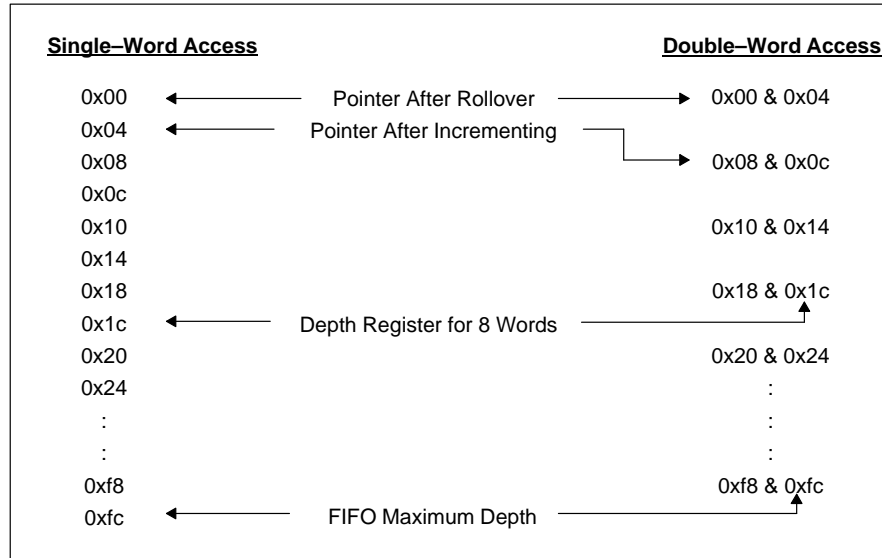 Single–Word Access Double–Word Access
0x00 Pointer After Rollover 0x00 & 0x04
0x04 Pointer After Incrementing
0x08 0x08 & 0x0c
0x0c
0x10 0x10 & 0x14
0x14
0x18 0x18 & 0x1c
0x1c Depth Register for 8 Words
0x20 0x20 & 0x24
0x24 :
: :
: :
0xf8 0xf8 & 0xfc
0xfc FIFO Maximum Depth